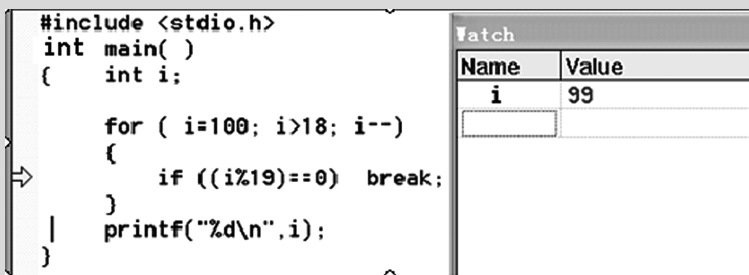 #include <stdio.h>
int main( )
{ int i;
for ( i=100; i>18; i--)
{
if ((i%19)==0) break;
}
printf("%d\n",i);
}
Watch
Name Value
i 99